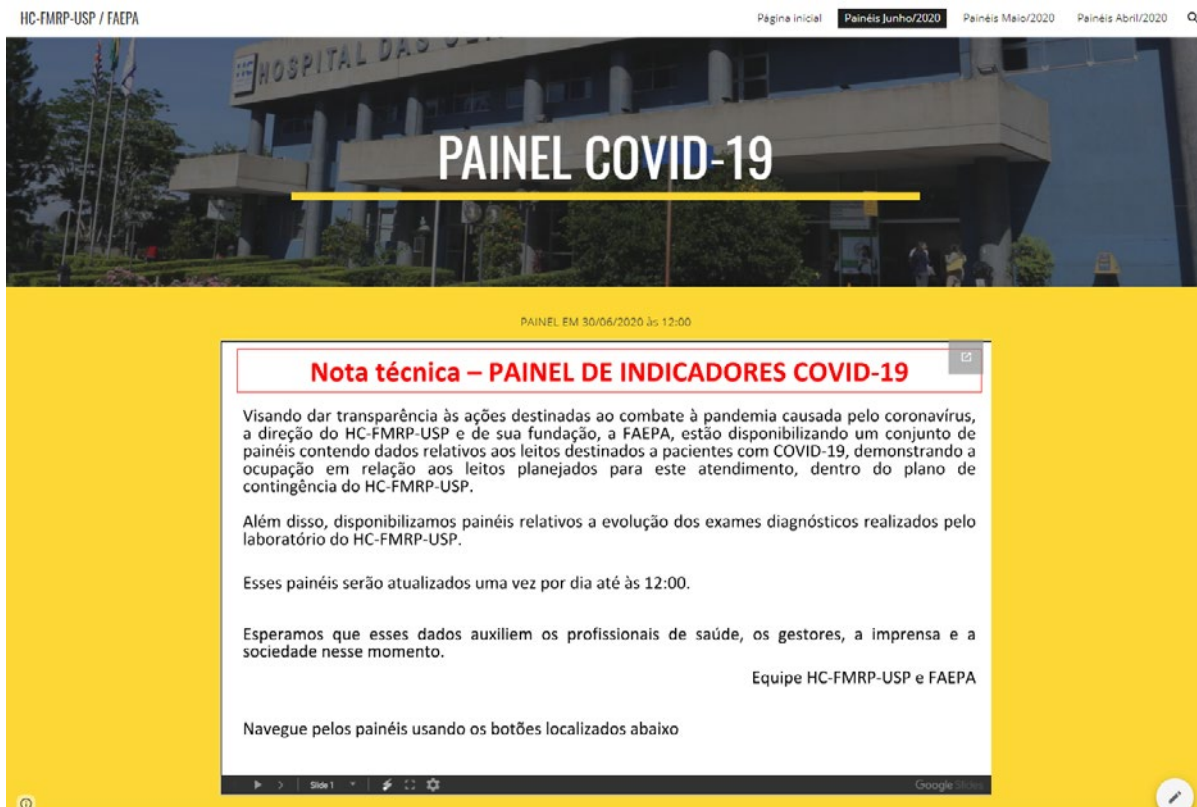 HC-FMRP-USP / FAEPA
Página inicial Painéis Junho/2020 Painéis Maio/2020 Painéis Abril/2020
HOSPITAL DAS
PAINEL COVID-19
PAINEL EM 30/06/2020 às 12:00
Nota técnica – PAINEL DE INDICADORES COVID-19
Visando dar transparência às ações destinadas ao combate à pandemia causada pelo coronavírus,
a direção do HC-FMRP-USP e de sua fundação, a FAEPA, estão disponibilizando um conjunto de
painéis contendo dados relativos aos leitos destinados a pacientes com COVID-19, demonstrando a
ocupação em relação aos leitos planejados para este atendimento, dentro do plano de
contingência do HC-FMRP-USP.
Além disso, disponibilizamos painéis relativos a evolução dos exames diagnósticos realizados pelo
laboratório do HC-FMRP-USP.
Esses painéis serão atualizados uma vez por dia até às 12:00.
Esperamos que esses dados auxiliem os profissionais de saúde, os gestores, a imprensa e a
sociedade nesse momento.
Equipe HC-FMRP-USP e FAEPA
Navegue pelos painéis usando os botões localizados abaixo
Slide 1 Google Slides